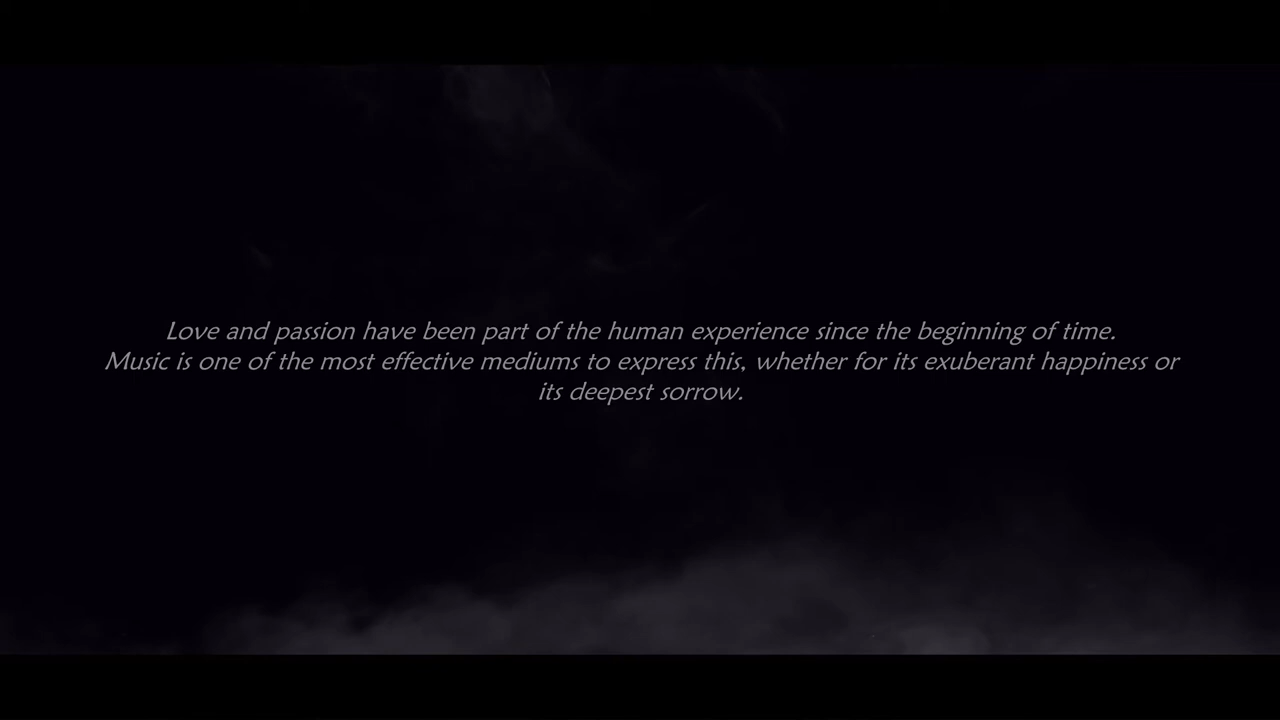 Love and passion have been part of the human experience since the beginning of time.
Music is one of the most effective mediums to express this, whether for its exuberant happiness or
its deepest sorrow.